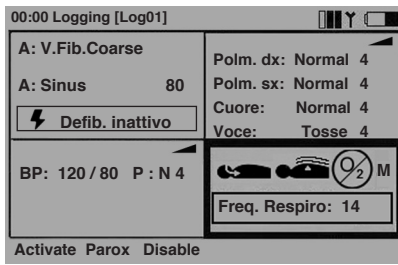 00:00 Logging [Log01]
A: V.Fib.Coarse
A: Sinus 80
Defib. inattivo
Polm. dx: Normal 4
Polm. sx: Normal 4
Cuore: Normal 4
Voce: Tosse 4
BP: 120 / 80 P : N 4
O2 M
Freq. Respiro: 14
Activate Parox Disable